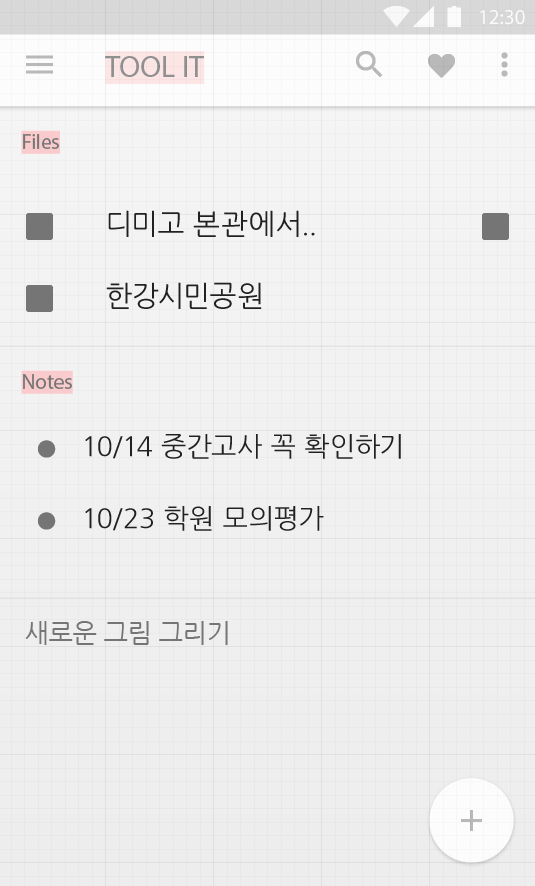 12:30
TOOL IT
Files
디미고 본관에서..
한강시민공원
Notes
10/14 중간고사 꼭 확인하기
10/23 학원 모의평가
새로운 그림 그리기